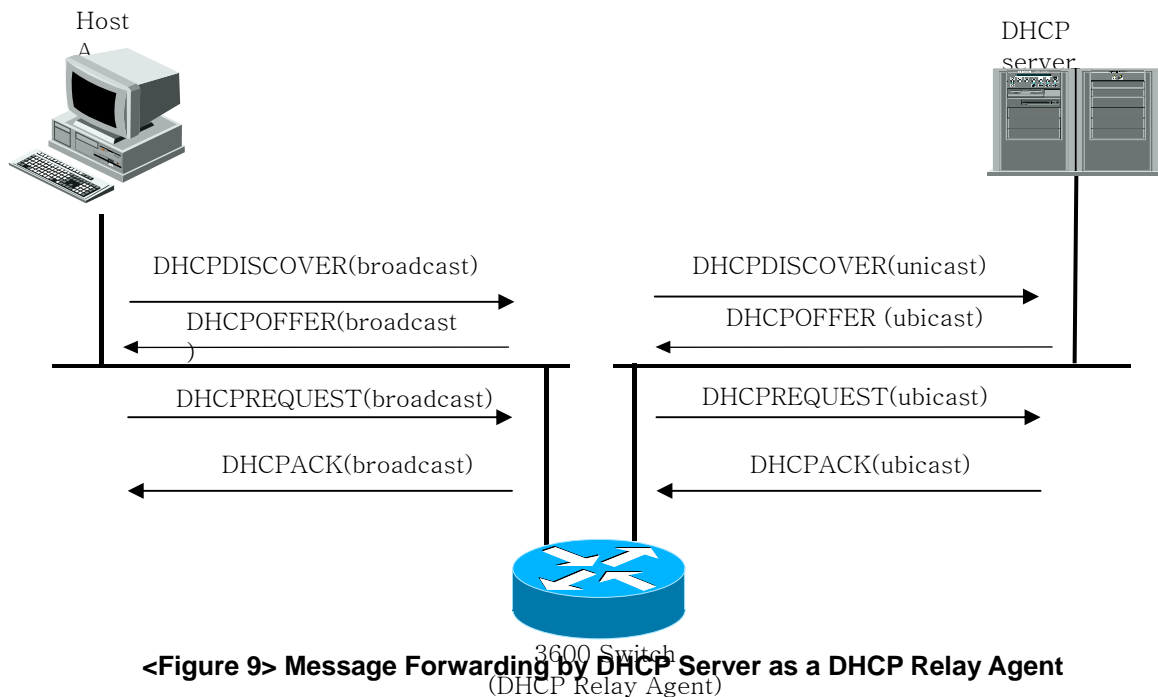 Host
A
DHCP
server
DHCPDISCOVER(broadcast)
DHCPDISCOVER(unicast)
DHCPOFFER(broadcast
)
DHCPOFFER (ubicast)
DHCPREQUEST(broadcast)
DHCPREQUEST(ubicast)
DHCPACK(broadcast)
DHCPACK(ubicast)
3600 Switch
<Figure 9> Message Forwarding by DHCP Server as a DHCP Relay Agent
(DHCP Relay Agent)